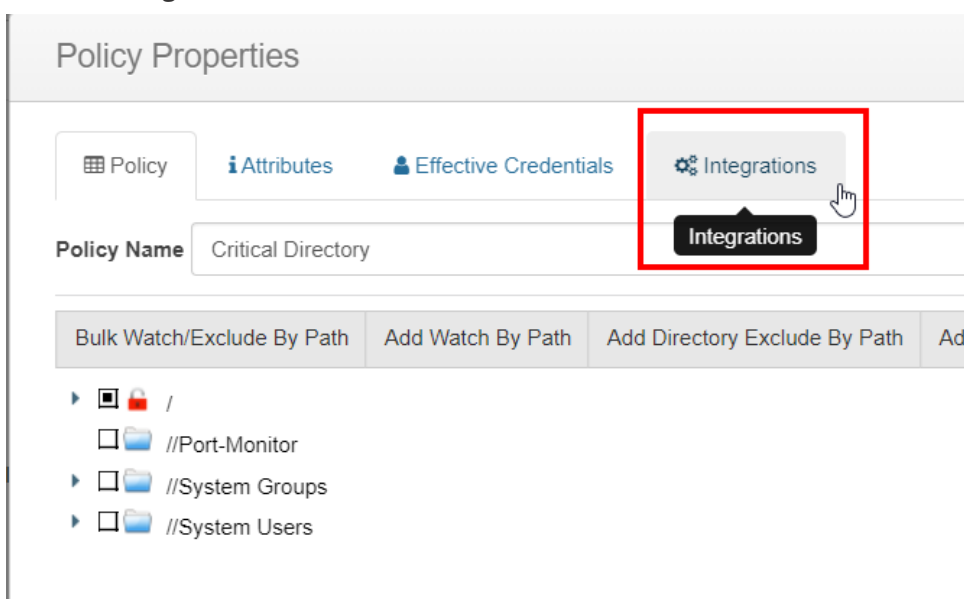 Policy Properties
Policy Attributes Effective Credentials Integrations
Integrations
Policy Name Critical Directory
Bulk Watch/Exclude By Path Add Watch By Path Add Directory Exclude By Path Ad
/
//Port-Monitor
//System Groups
//System Users